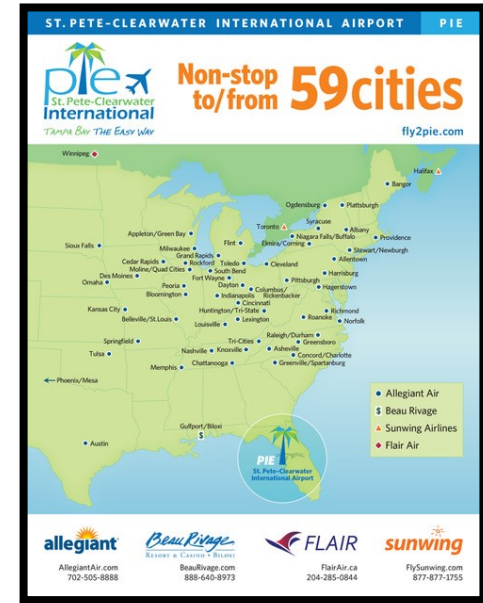 ST. PETE-CLEARWATER INTERNATIONAL AIRPORT PIE
pie
St. Pete-Clearwater
International
TAMPA BAY THE EASY WAY
Non-stop
to/from 59 cities
fly2pie.com
Winnipeg
Halifax
Bangor
Ogdensburg
Plattsburgh
Toronto
Syracuse
Albany
Niagara Falls/Buffalo
Providence
Elmira/Corning
Stewart/Newburgh
Appleton/Green Bay
Flint
Sioux Falls
Milwaukee
Grand Rapids
Cedar Rapids
Rockford
Toledo
Cleveland
Allentown
Moline/Quad Cities
South Bend
Des Moines
Fort Wayne
Pittsburgh
Harrisburg
Omaha
Peoria
Dayton
Columbus/
Rickenbacker
Hagerstown
Bloomington
Indianapolis
Cincinnati
Kansas City
Huntington/Tri-State
Richmond
Belleville/St.Louis
Lexington
Roanoke
Norfolk
Louisville
Springfield
Tri-Cities
Raleigh/Durham
Greensboro
Tulsa
Nashville
Knoxville
Asheville
Concord/Charlotte
Memphis
Chattanooga
Greenville/Spartanburg
Phoenix/Mesa
Allegiant Air
$ Beau Rivage
Sunwing Airlines
Flair Air
Gulfport/Biloxi
$
Austin
PIE
St. Pete-Clearwater
International Airport
allegiant
Beau Rivage
RESORT & CASINO • BILOXI
FLAIR
sunwing
AllegiantAir.com
702-505-8888
BeauRivage.com
888-640-8973
FlairAir.ca
204-285-0844
FlySunwing.com
877-877-1755